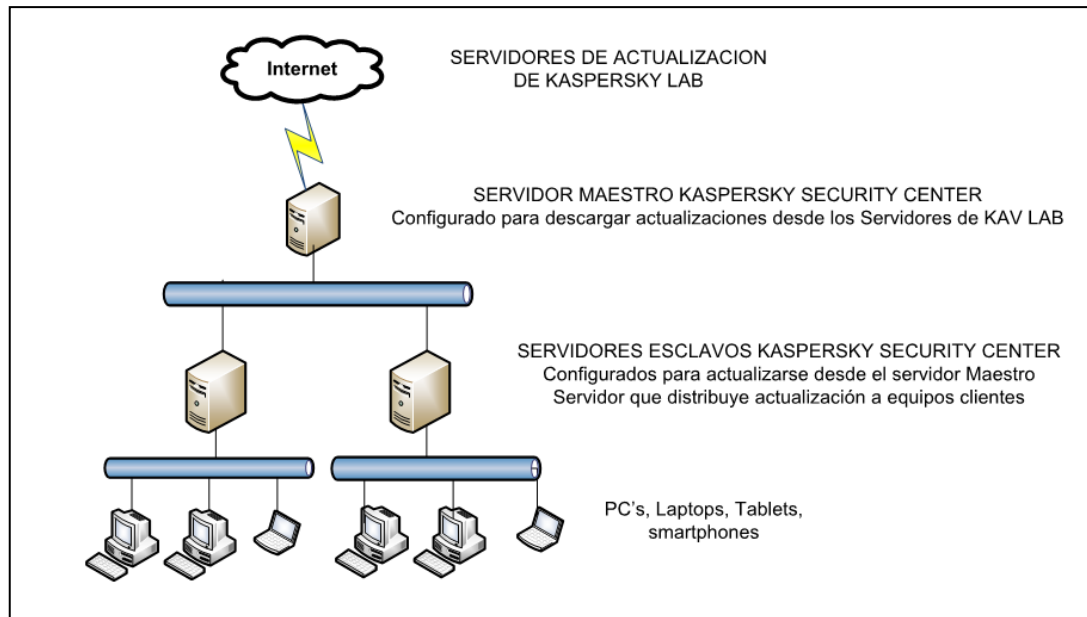 Internet
SERVIDORES DE ACTUALIZACION
DE KASPERSKY LAB
SERVIDOR MAESTRO KASPERSKY SECURITY CENTER
Configurado para descargar actualizaciones desde los Servidores de KAV LAB
SERVIDORES ESCLAVOS KASPERSKY SECURITY CENTER
Configurados para actualizarse desde el servidor Maestro
Servidor que distribuye actualización a equipos clientes
PC's, Laptops, Tablets,
smartphones